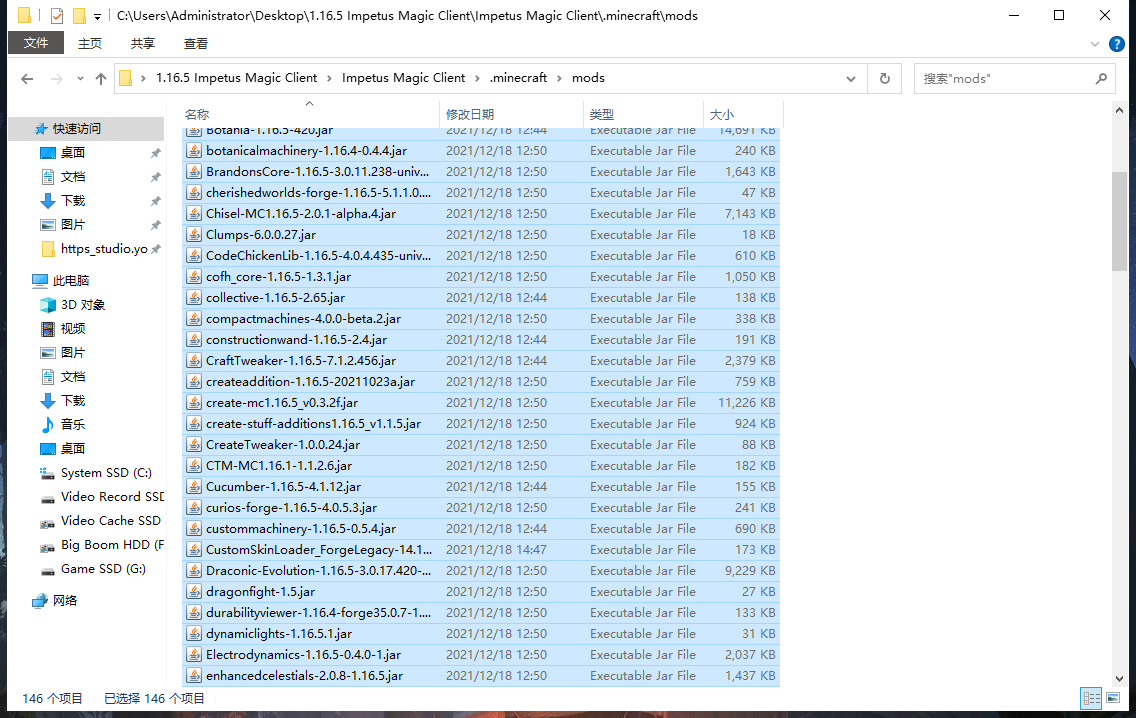 C:\Users\Administrator\Desktop\1.16.5 Impetus Magic Client\Impetus Magic Client\.minecraft\mods
文件 主页 共享 查看
1.16.5 Impetus Magic Client > Impetus Magic Client > .minecraft > mods 搜索"mods"
快速访问
桌面
文档
下载
图片
https_studio.yo
此电脑
3D 对象
视频
图片
文档
下载
音乐
桌面
System SSD (C:)
Video Record SSD
Video Cache SSD
Big Boom HDD (F
Game SSD (G:)
网络
名称 修改日期 类型 大小
Botania-1.16.5-420.jar 2021/12/18 12:44 Executable Jar File 14,691 KB
botanicalmachinery-1.16.4-0.4.4.jar 2021/12/18 12:50 Executable Jar File 240 KB
BrandonsCore-1.16.5-3.0.11.238-univ... 2021/12/18 12:50 Executable Jar File 1,643 KB
cherishedworlds-forge-1.16.5-5.1.1.0.... 2021/12/18 12:50 Executable Jar File 47 KB
Chisel-MC1.16.5-2.0.1-alpha.4.jar 2021/12/18 12:50 Executable Jar File 7,143 KB
Clumps-6.0.0.27.jar 2021/12/18 12:50 Executable Jar File 18 KB
CodeChickenLib-1.16.5-4.0.4.435-univ... 2021/12/18 12:50 Executable Jar File 610 KB
cofh_core-1.16.5-1.3.1.jar 2021/12/18 12:50 Executable Jar File 1,050 KB
collective-1.16.5-2.65.jar 2021/12/18 12:44 Executable Jar File 138 KB
compactmachines-4.0.0-beta.2.jar 2021/12/18 12:50 Executable Jar File 338 KB
constructionwand-1.16.5-2.4.jar 2021/12/18 12:44 Executable Jar File 191 KB
CraftTweaker-1.16.5-7.1.2.456.jar 2021/12/18 12:44 Executable Jar File 2,379 KB
createaddition-1.16.5-20211023a.jar 2021/12/18 12:50 Executable Jar File 759 KB
create-mc1.16.5_v0.3.2f.jar 2021/12/18 12:50 Executable Jar File 11,226 KB
create-stuff-additions1.16.5_v1.1.5.jar 2021/12/18 12:50 Executable Jar File 924 KB
CreateTweaker-1.0.0.24.jar 2021/12/18 12:50 Executable Jar File 88 KB
CTM-MC1.16.1-1.1.2.6.jar 2021/12/18 12:50 Executable Jar File 182 KB
Cucumber-1.16.5-4.1.12.jar 2021/12/18 12:44 Executable Jar File 155 KB
curios-forge-1.16.5-4.0.5.3.jar 2021/12/18 12:50 Executable Jar File 241 KB
custommachinery-1.16.5-0.5.4.jar 2021/12/18 12:44 Executable Jar File 690 KB
CustomSkinLoader_ForgeLegacy-14.1... 2021/12/18 14:47 Executable Jar File 173 KB
Draconic-Evolution-1.16.5-3.0.17.420-... 2021/12/18 12:50 Executable Jar File 9,229 KB
dragonfight-1.5.jar 2021/12/18 12:50 Executable Jar File 27 KB
durabilityviewer-1.16.4-forge35.0.7-1.... 2021/12/18 12:50 Executable Jar File 133 KB
dynamiclights-1.16.5.1.jar 2021/12/18 12:50 Executable Jar File 31 KB
Electrodynamics-1.16.5-0.4.0-1.jar 2021/12/18 12:50 Executable Jar File 2,037 KB
enhancedcelestials-2.0.8-1.16.5.jar 2021/12/18 12:50 Executable Jar File 1,437 KB
146 个项目 已选择 146 个项目